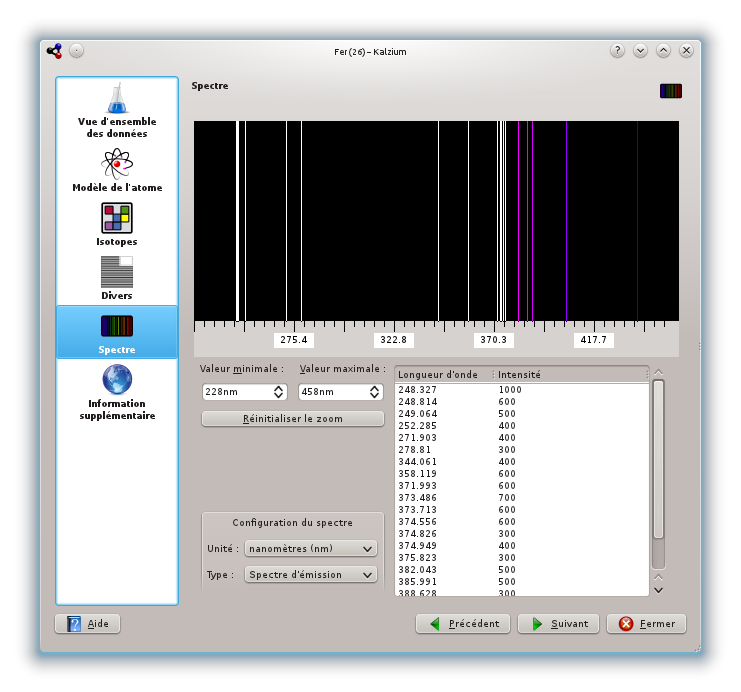 Fer (26) – Kalzium
Vue d'ensemble
des données
Modèle de l'atome
Isotopes
Divers
Spectre
Information
supplémentaire
Spectre
275.4 322.8 370.3 417.7
Valeur minimale : Valeur maximale :
228nm 458nm
Réinitialiser le zoom
Configuration du spectre
Unité : nanomètres (nm)
Type : Spectre d'émission
Longueur d'onde Intensité
248.327 1000
248.814 600
249.064 500
252.285 400
271.903 400
278.81 300
344.061 400
358.119 600
371.993 600
373.486 700
373.713 600
374.556 600
374.826 300
374.949 400
375.823 300
382.043 500
385.991 500
388.628 300
Aide
Précédent Suivant Fermer